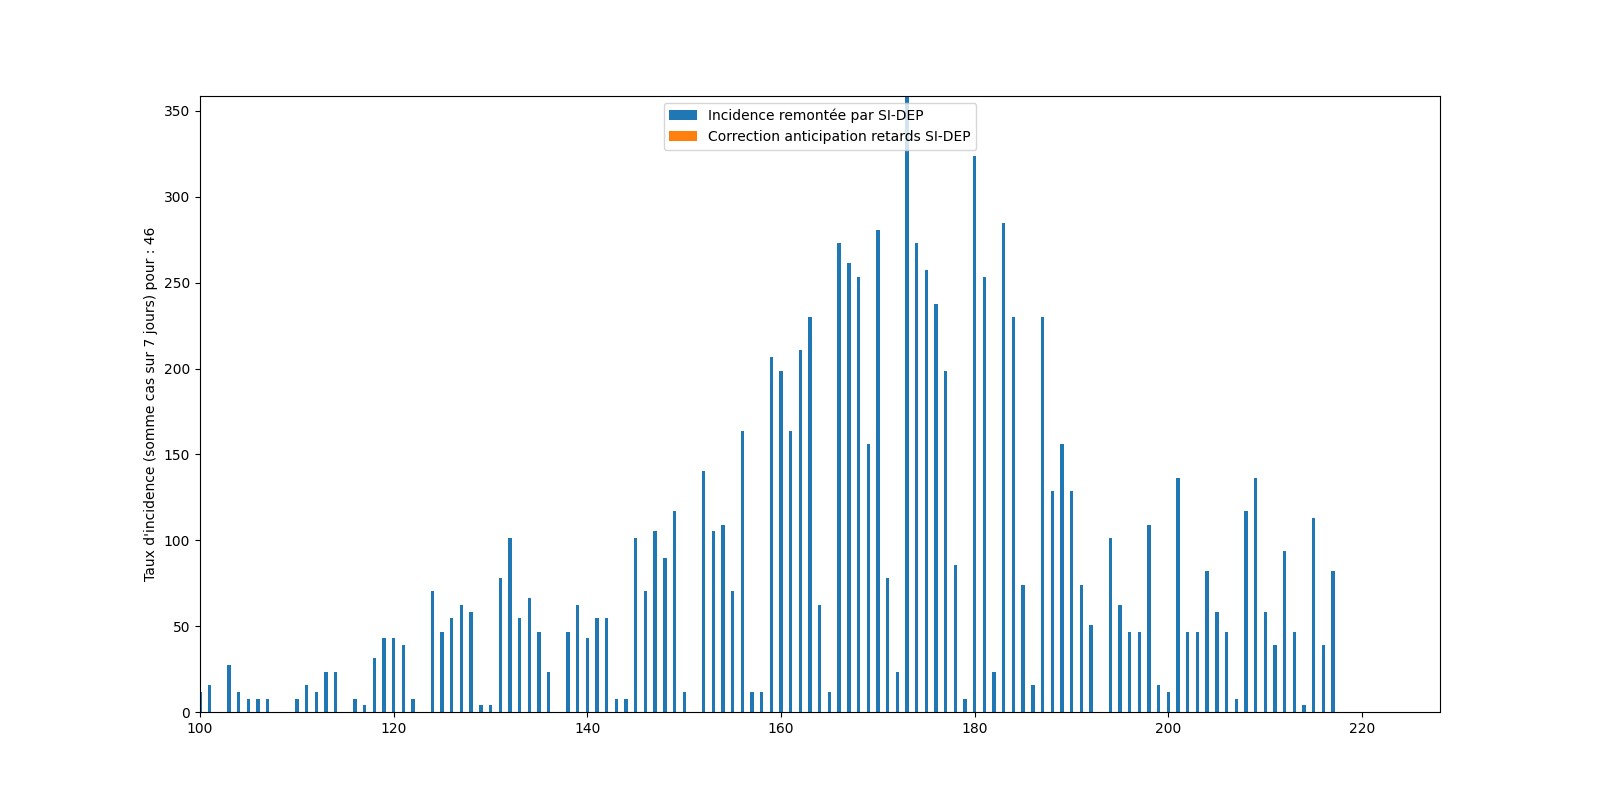 Incidence remontée par SI-DEP
Correction anticipation retards SI-DEP
Taux d'incidence (somme cas sur 7 jours) pour : 46
350
300
250
200
150
100
50
0
100 120 140 160 180 200 220